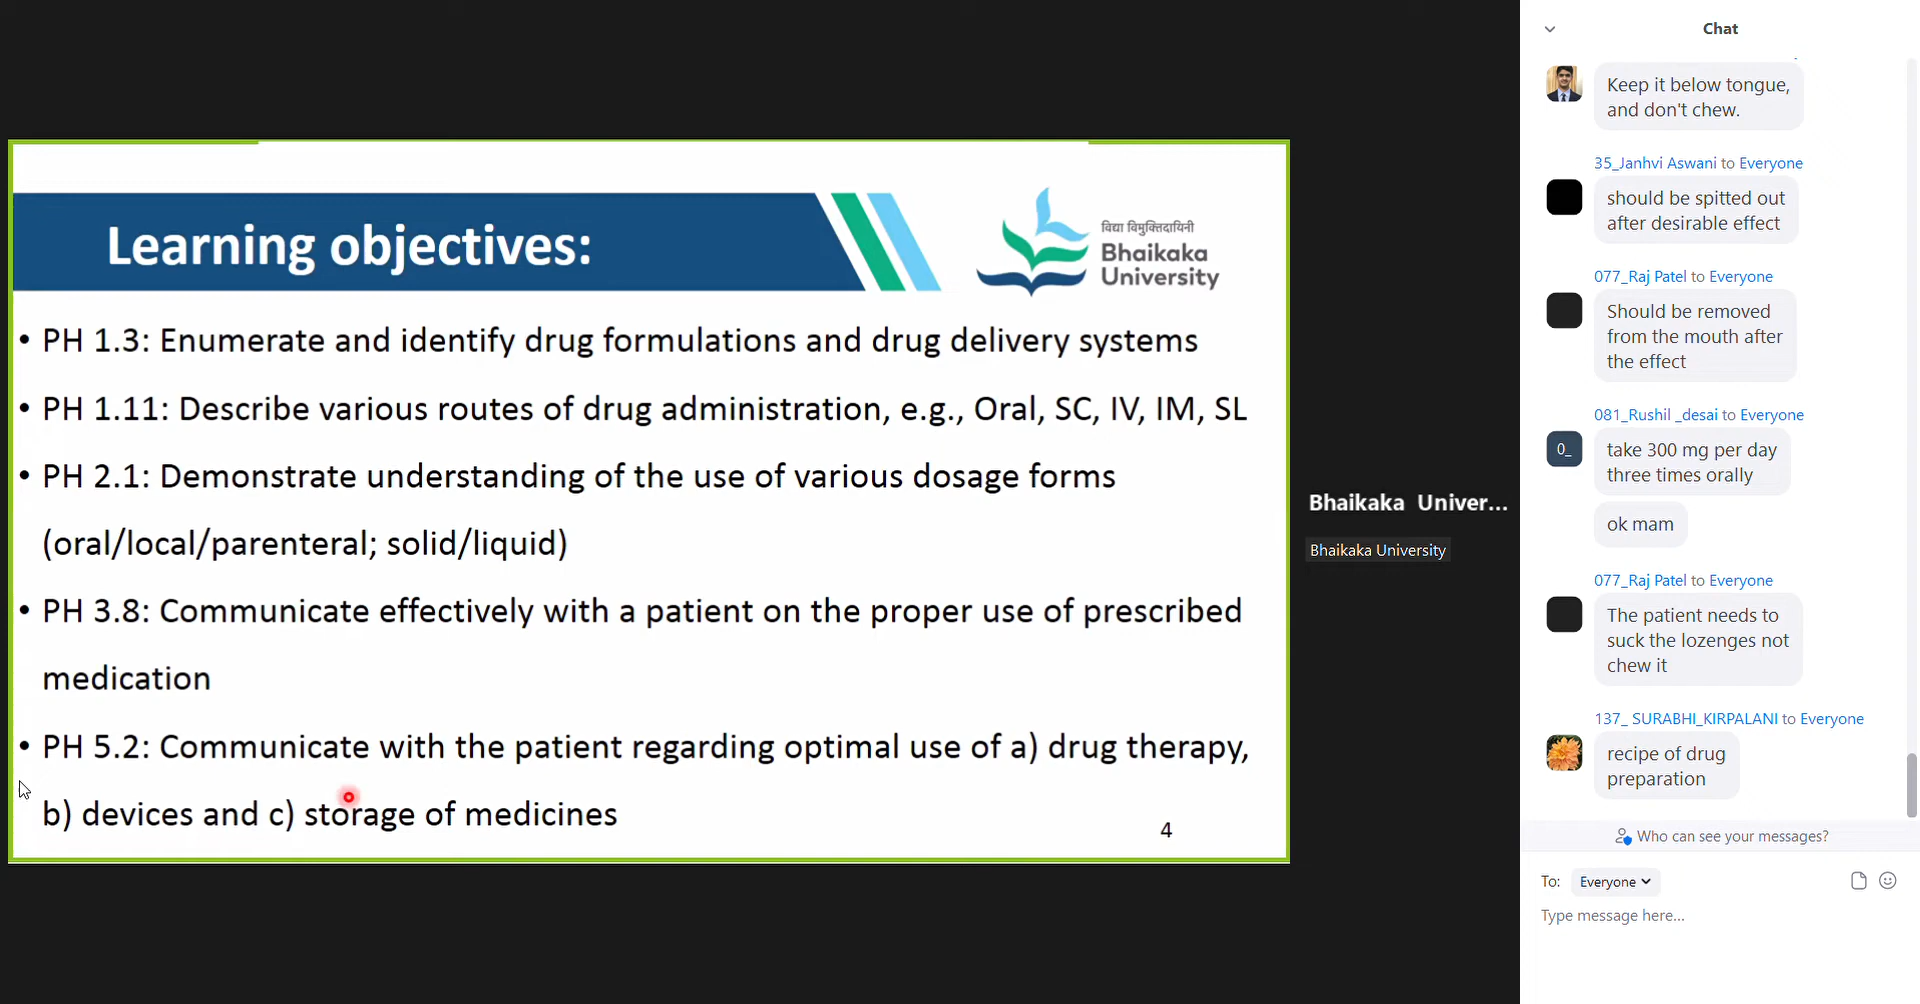 Learning objectives:
विद्या विमुक्तिदायिनी
Bhaikaka
University
• PH 1.3: Enumerate and identify drug formulations and drug delivery systems
• PH 1.11: Describe various routes of drug administration, e.g., Oral, SC, IV, IM, SL
• PH 2.1: Demonstrate understanding of the use of various dosage forms
(oral/local/parenteral; solid/liquid)
• PH 3.8: Communicate effectively with a patient on the proper use of prescribed
medication
• PH 5.2: Communicate with the patient regarding optimal use of a) drug therapy,
b) devices and c) storage of medicines
4
Bhaikaka Univer...
Bhaikaka University
Chat
Keep it below tongue,
and don't chew.
35_Janhvi Aswani to Everyone
should be spitted out
after desirable effect
077_Raj Patel to Everyone
Should be removed
from the mouth after
the effect
081_Rushil _desai to Everyone
0_
take 300 mg per day
three times orally
ok mam
077_Raj Patel to Everyone
The patient needs to
suck the lozenges not
chew it
137_ SURABHI_KIRPALANI to Everyone
recipe of drug
preparation
Who can see your messages?
To: Everyone
Type message here...